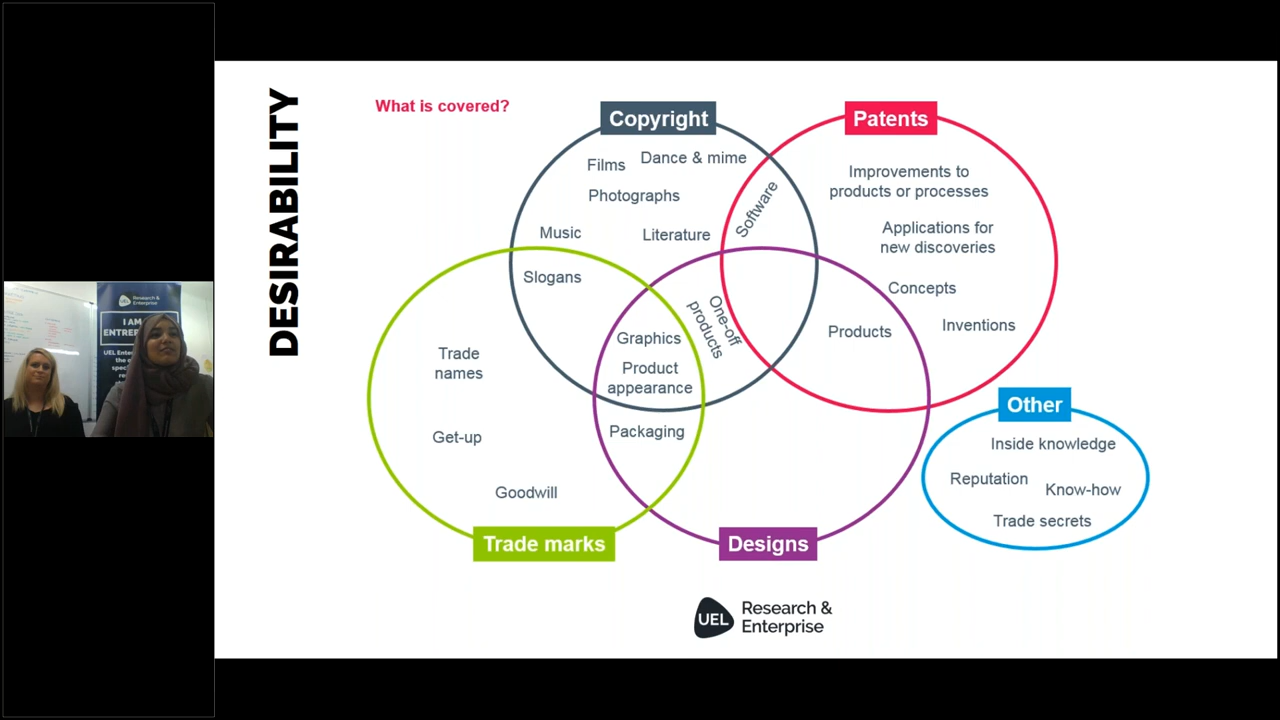 DESIRABILITY
What is covered?
Copyright
Patents
Films
Dance & mime
Photographs
Music
Literature
Software
Improvements to
products or processes
Applications for
new discoveries
Concepts
Inventions
Slogans
One-off
products
Products
Graphics
Product
appearance
Packaging
Trade
names
Get-up
Goodwill
Trade marks
Designs
Other
Inside knowledge
Reputation
Know-how
Trade secrets
UEL
Research &
Enterprise
UEL
Research &
Enterprise
I AM